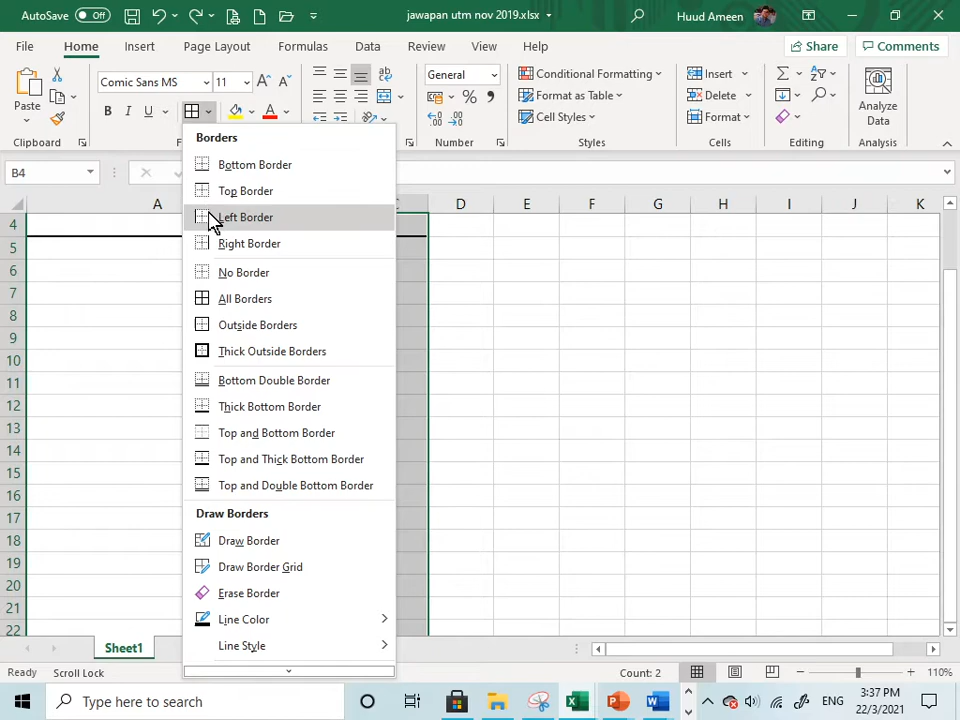 AutoSave Off jawapan utm nov 2019.xlsx Huud Ameen
File Home Insert Page Layout Formulas Data Review View Help Share Comments
Paste
Comic Sans MS 11
B I U A
ab
General
% 9
Conditional Formatting
Format as Table
Cell Styles
Insert
Delete
Format
Analyze
Data
Clipboard Number Styles Cells Editing Analysis
B4
A C D E F G H I J K
4
5
6
7
8
9
10
11
12
13
14
15
16
17
18
19
20
21
22
Borders
Bottom Border
Top Border
Left Border
Right Border
No Border
All Borders
Outside Borders
Thick Outside Borders
Bottom Double Border
Thick Bottom Border
Top and Bottom Border
Top and Thick Bottom Border
Top and Double Bottom Border
Draw Borders
Draw Border
Draw Border Grid
Erase Border
Line Color
Line Style
Sheet1
Ready Scroll Lock Count: 2 110%
Type here to search ENG 3:37 PM
22/3/2021